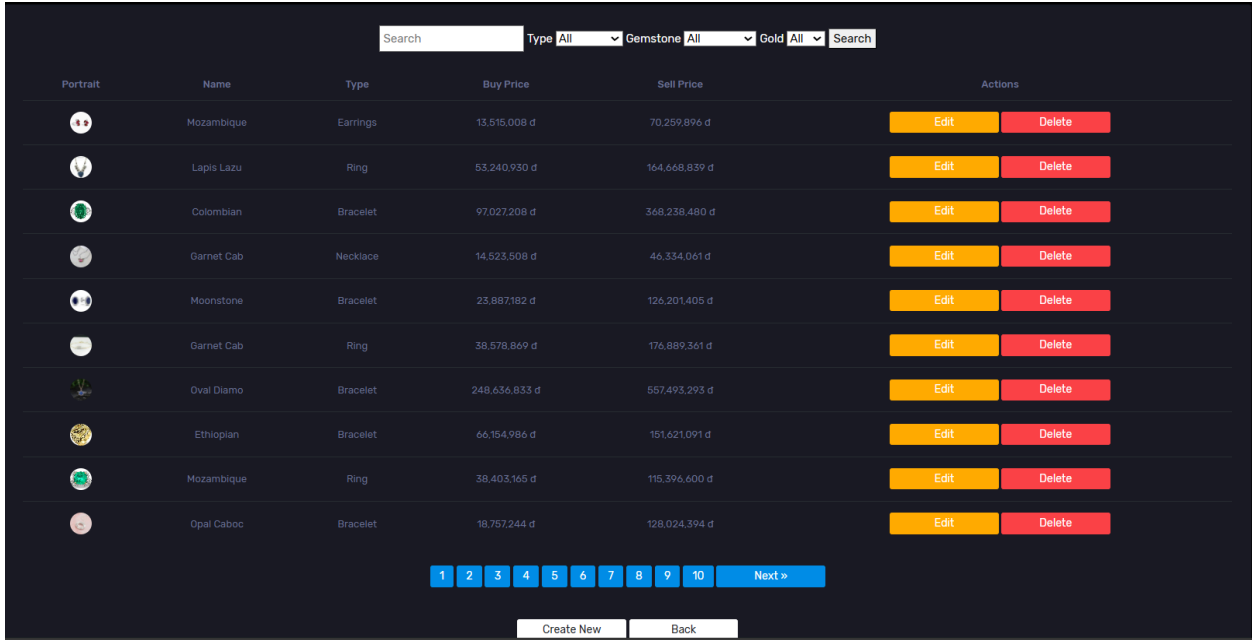 Search Type All Gemstone All Gold All Search
Portrait Name Type Buy Price Sell Price Actions
Mozambique Earrings 13,515,008 đ 70,259,896 đ Edit Delete
Lapis Lazu Ring 53,240,930 đ 164,668,839 đ Edit Delete
Colombian Bracelet 97,027,208 đ 368,238,480 đ Edit Delete
Garnet Cab Necklace 14,523,508 đ 46,334,061 đ Edit Delete
Moonstone Bracelet 23,887,182 đ 126,201,405 đ Edit Delete
Garnet Cab Ring 38,578,869 đ 176,889,361 đ Edit Delete
Oval Diamo Bracelet 248,636,833 đ 557,493,293 đ Edit Delete
Ethiopian Bracelet 66,154,986 đ 151,621,091 đ Edit Delete
Mozambique Ring 38,403,165 đ 115,396,600 đ Edit Delete
Opal Caboc Bracelet 18,757,244 đ 128,024,394 đ Edit Delete
1 2 3 4 5 6 7 8 9 10 Next »
Create New Back